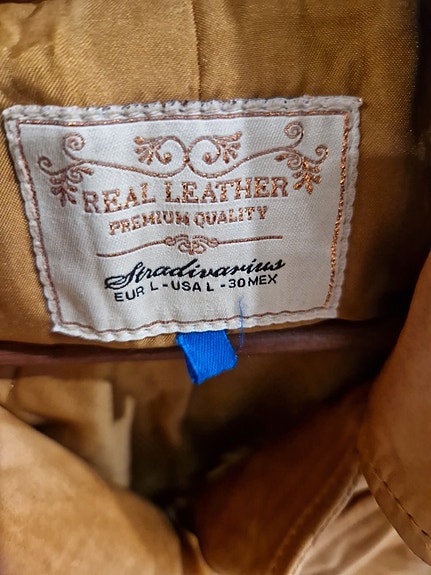 REAL LEATHER
PREMIUM QUALITY
Stradivarius
EUR L - USA L - 30 MEX